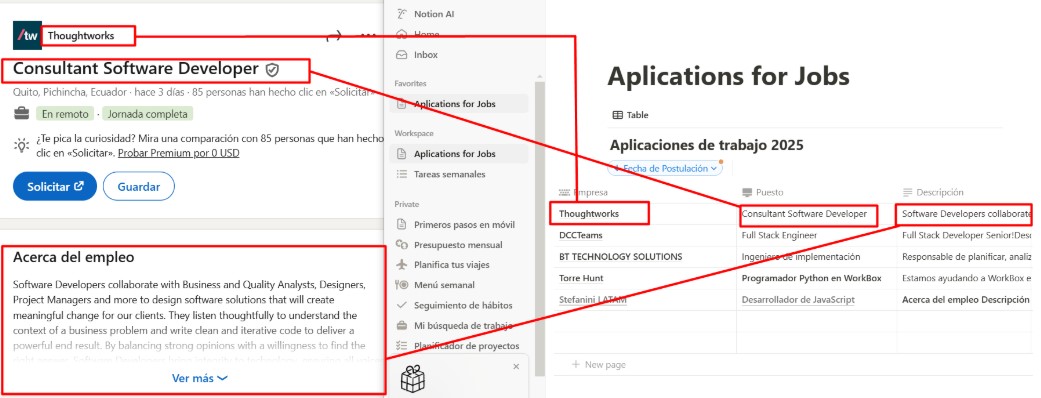 /tw Thoughtworks
Consultant Software Developer
Quito, Pichincha, Ecuador · hace 3 días · 85 personas han hecho clic en «Solicitar»
En remoto · Jornada completa
¿Te pica la curiosidad? Mira una comparación con 85 personas que han hecho
clic en «Solicitar». Probar Premium por 0 USD
Solicitar
Guardar
Acerca del empleo
Software Developers collaborate with Business and Quality Analysts, Designers,
Project Managers and more to design software solutions that will create
meaningful change for our clients. They listen thoughtfully to understand the
context of a business problem and write clean and iterative code to deliver a
powerful end result. By balancing strong opinions with a willingness to find the
Ver más
Notion AI
Home
Inbox
Favorites
Aplications for Jobs
Workspace
Aplications for Jobs
Tareas semanales
Private
Primeros pasos en móvil
Presupuesto mensual
Planifica tus viajes
Menú semanal
Seguimiento de hábitos
Mi búsqueda de trabajo
Planificador de proyectos
Aplications for Jobs
Table
Aplicaciones de trabajo 2025
Fecha de Postulación
Empresa Puesto Descripción
Thoughtworks Consultant Software Developer Software Developers collaborate
DCCTeams Full Stack Engineer Full Stack Developer Senior!Desc
BT TECHNOLOGY SOLUTIONS Ingeniero de implementación Responsable de planificar, analiz
Torre Hunt Programador Python en WorkBox Estamos ayudando a WorkBox e
Stefanini LATAM Desarrollador de JavaScript Acerca del empleo Descripción
+ New page